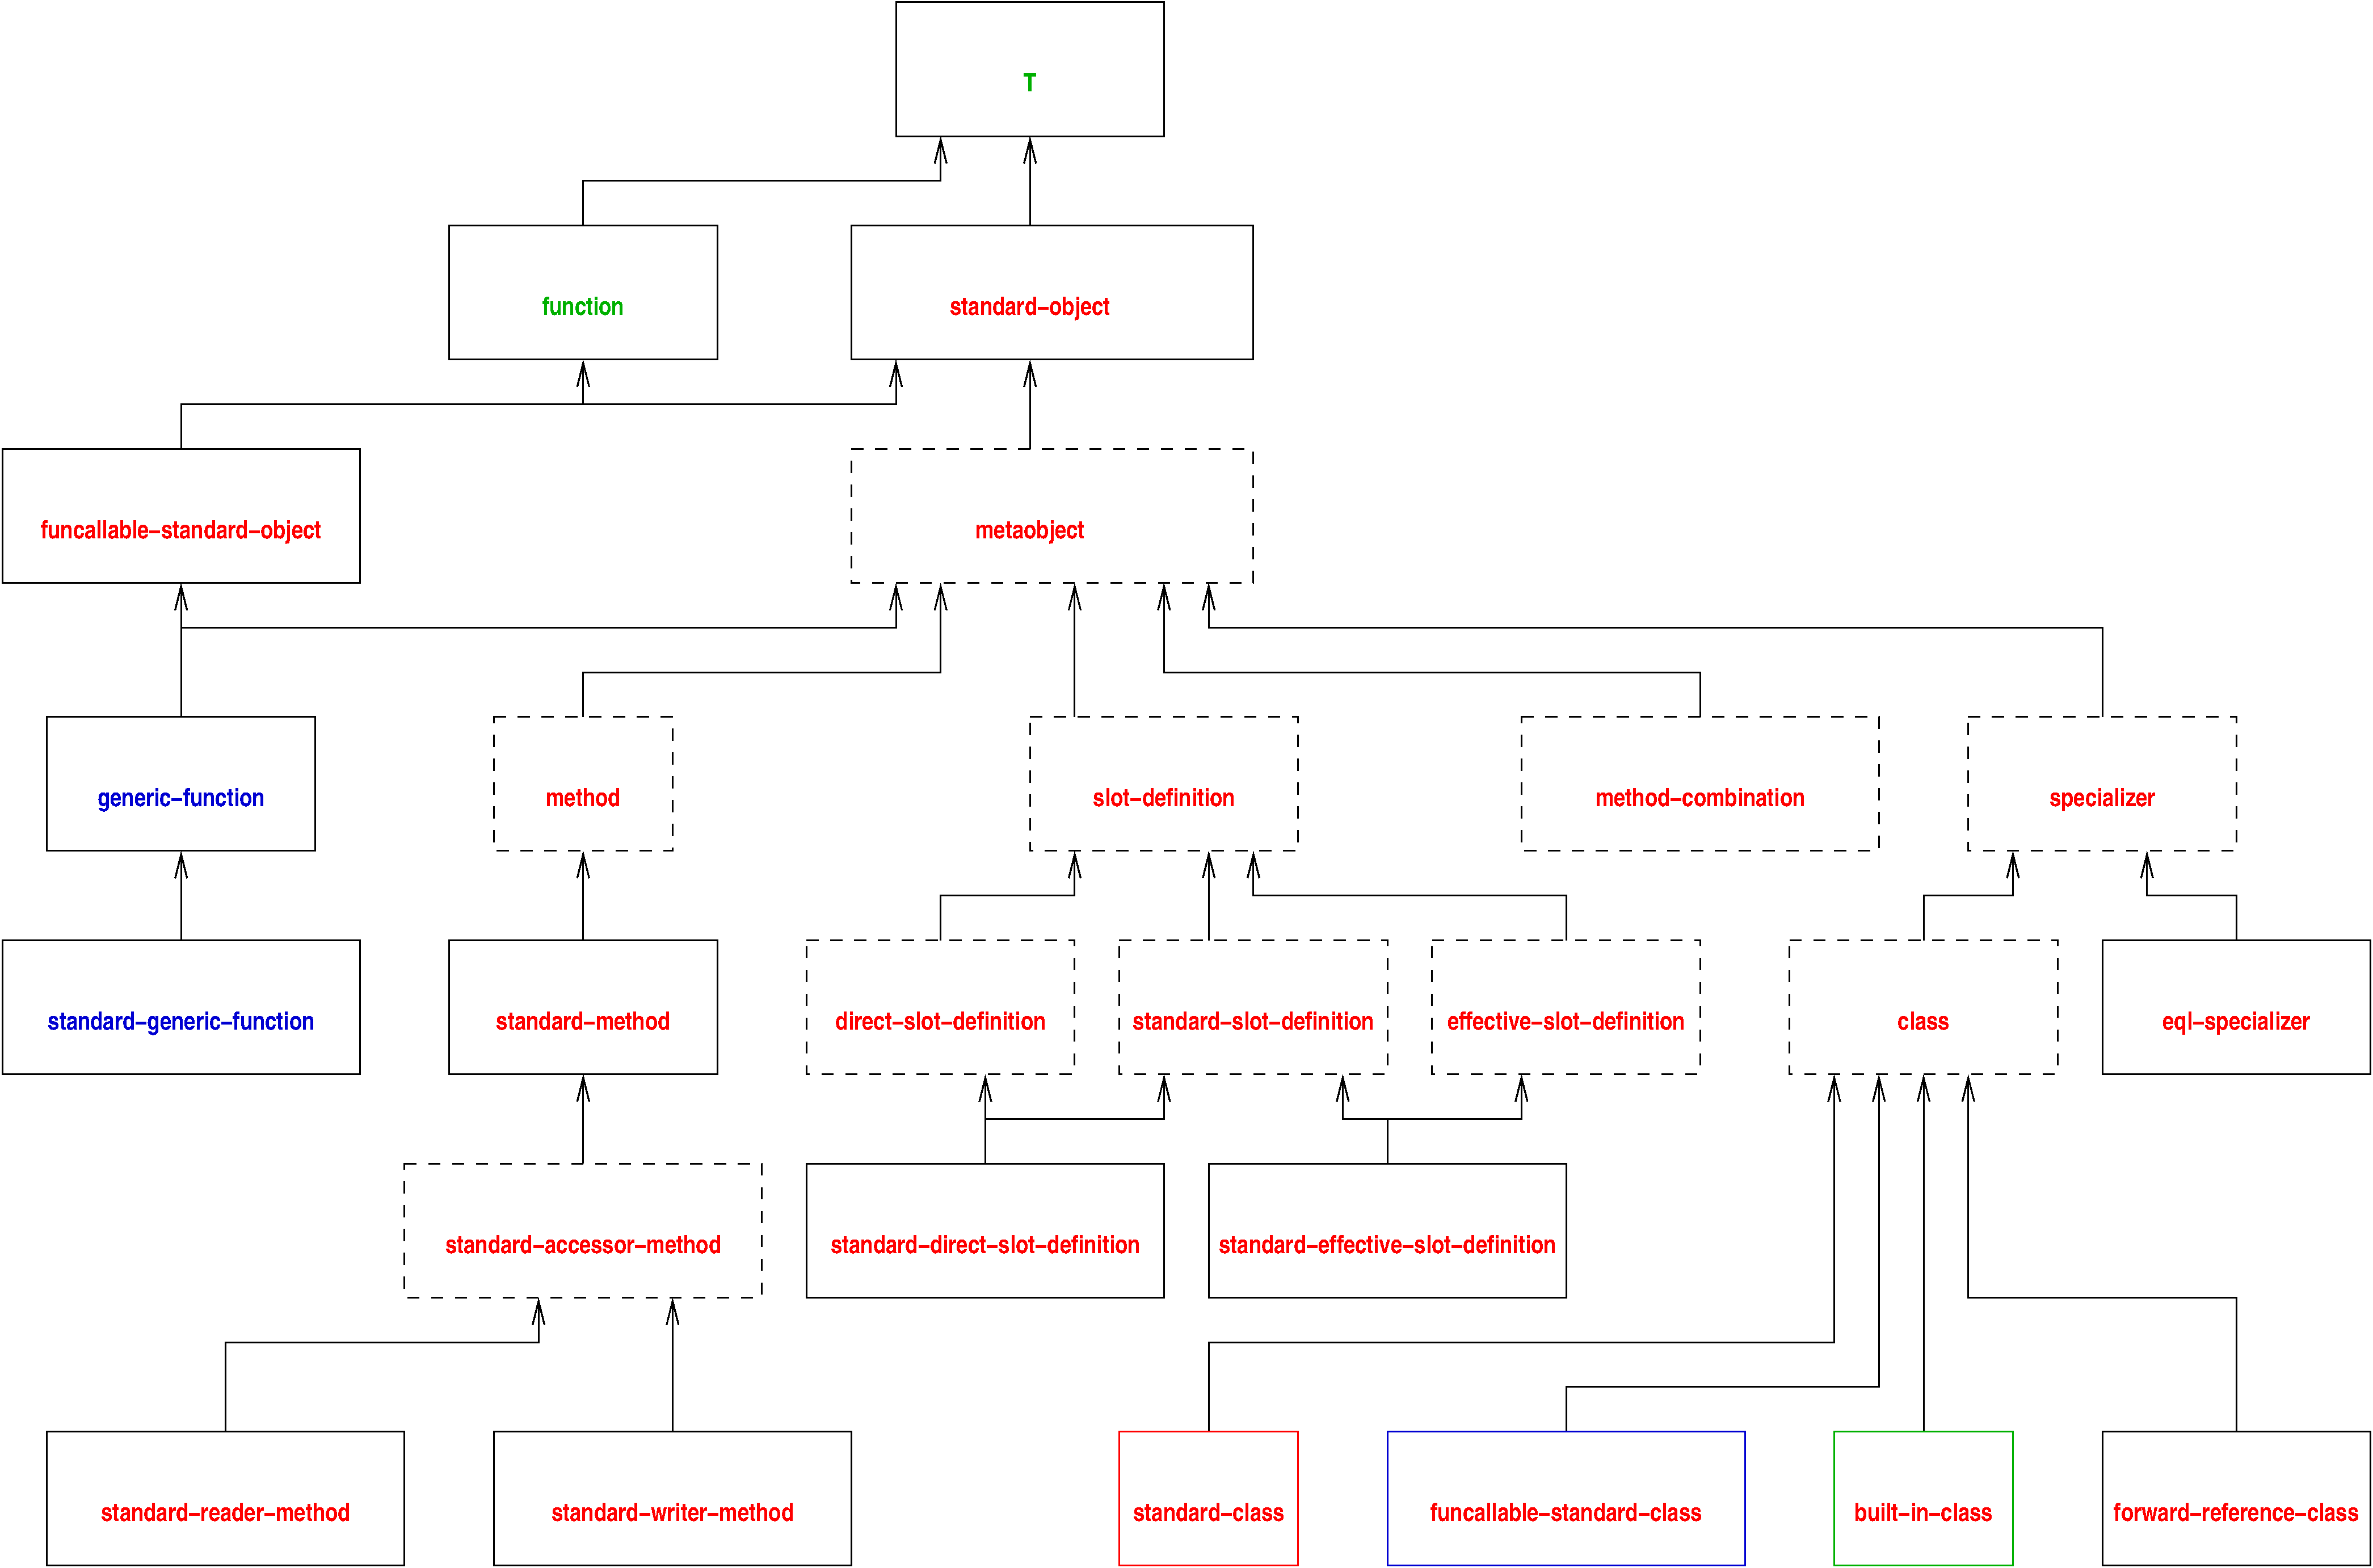 T
function
standard–object
funcallable–standard–object
metaobject
generic–function
method
slot–definition
method–combination
specializer
standard–generic–function
standard–method
direct–slot–definition
standard–slot–definition
effective–slot–definition
class
eql–specializer
standard–accessor–method
standard–direct–slot–definition
standard–effective–slot–definition
standard–reader–method
standard–writer–method
standard–class
funcallable–standard–class
built–in–class
forward–reference–class